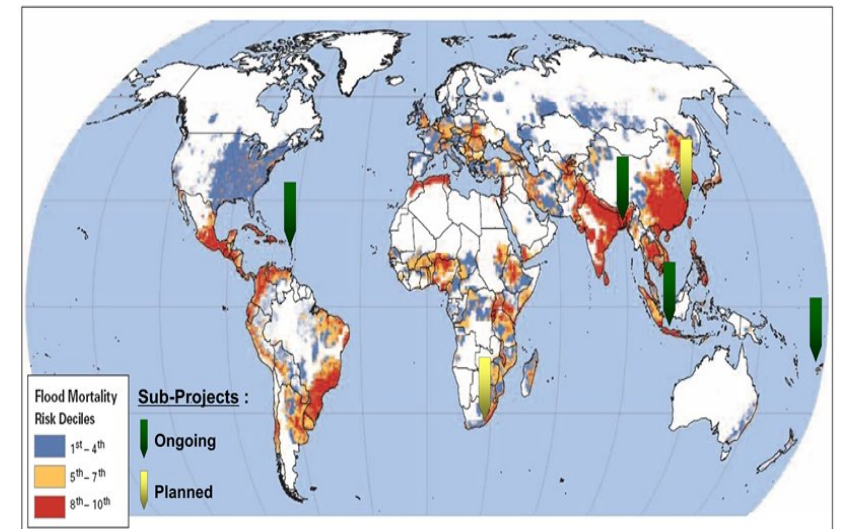 Flood Mortality
Risk Deciles
1st – 4th
5th – 7th
8th – 10th
Sub-Projects :
Ongoing
Planned